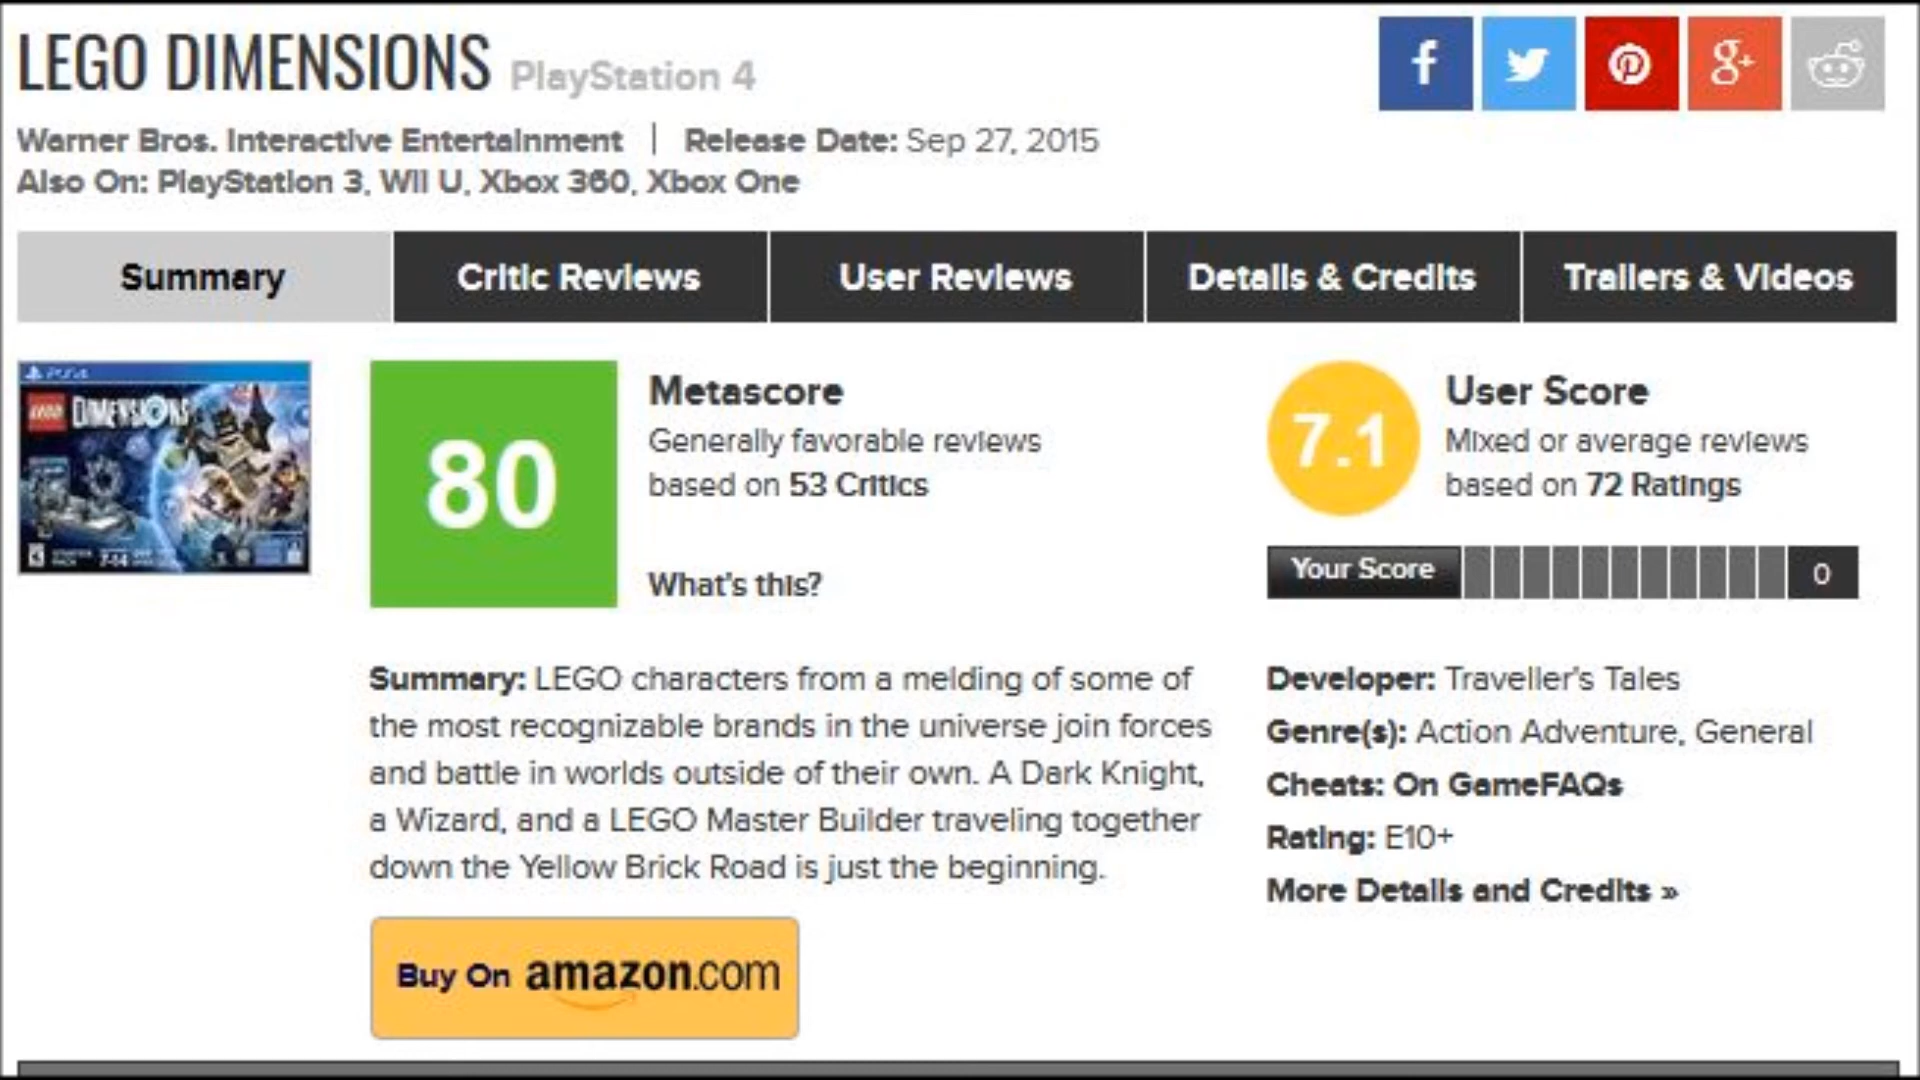 LEGO DIMENSIONS PlayStation 4
Warner Bros. Interactive Entertainment | Release Date: Sep 27, 2015
Also On: PlayStation 3, Wii U, Xbox 360, Xbox One
Summary
Critic Reviews
User Reviews
Details & Credits
Trailers & Videos
PS4
LEGO DIMENSIONS
7-14
80
Metascore
Generally favorable reviews
based on 53 Critics
What's this?
7.1
User Score
Mixed or average reviews
based on 72 Ratings
Your Score
0
Summary: LEGO characters from a melding of some of
the most recognizable brands in the universe join forces
and battle in worlds outside of their own. A Dark Knight,
a Wizard, and a LEGO Master Builder traveling together
down the Yellow Brick Road is just the beginning.
Buy On amazon.com
Developer: Traveller's Tales
Genre(s): Action Adventure, General
Cheats: On GameFAQs
Rating: E10+
More Details and Credits »